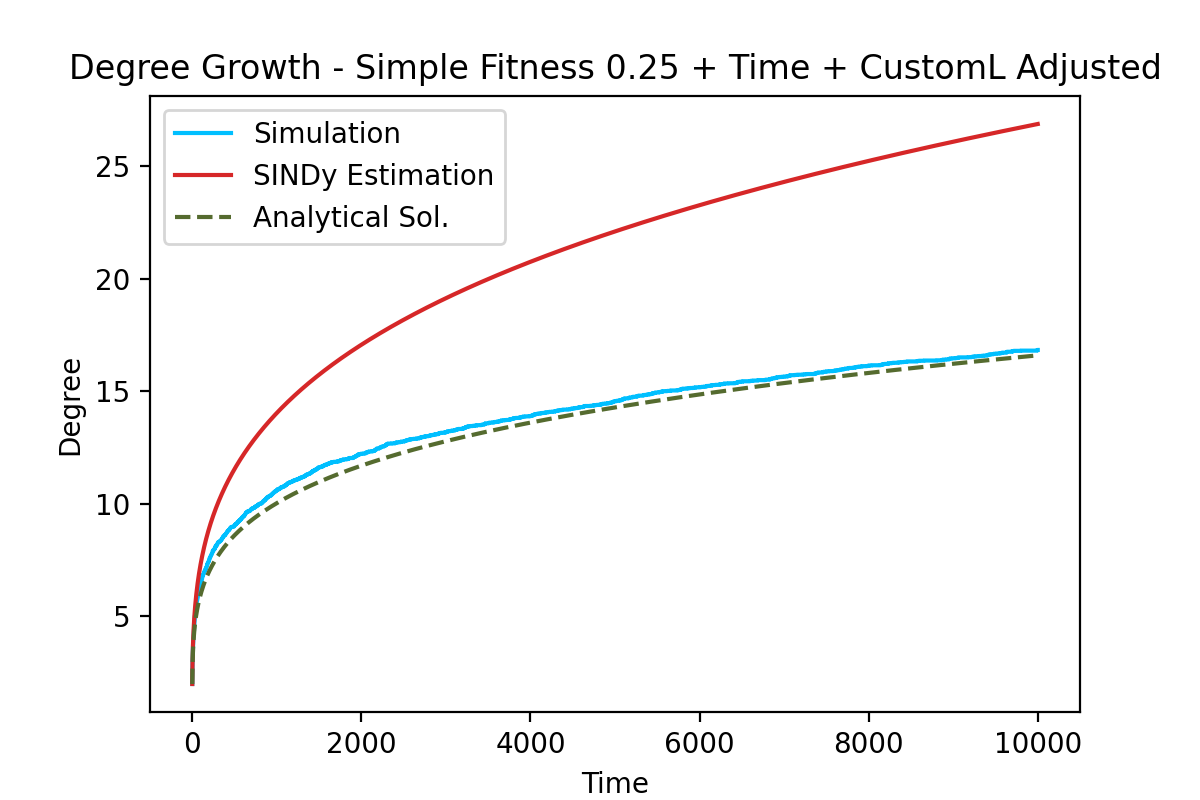 Degree Growth - Simple Fitness 0.25 + Time + CustomL Adjusted
Simulation
SINDy Estimation
Analytical Sol.
25
20
15
10
5
Degree
0 2000 4000 6000 8000 10000
Time